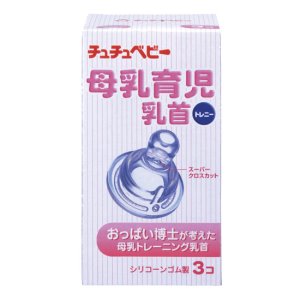 チュチュベビー
母乳育児
乳首
トレニー
スーパー
クロスカット
おっぱい博士が考えた
母乳トレーニング乳首
シリコーンゴム製 3コ